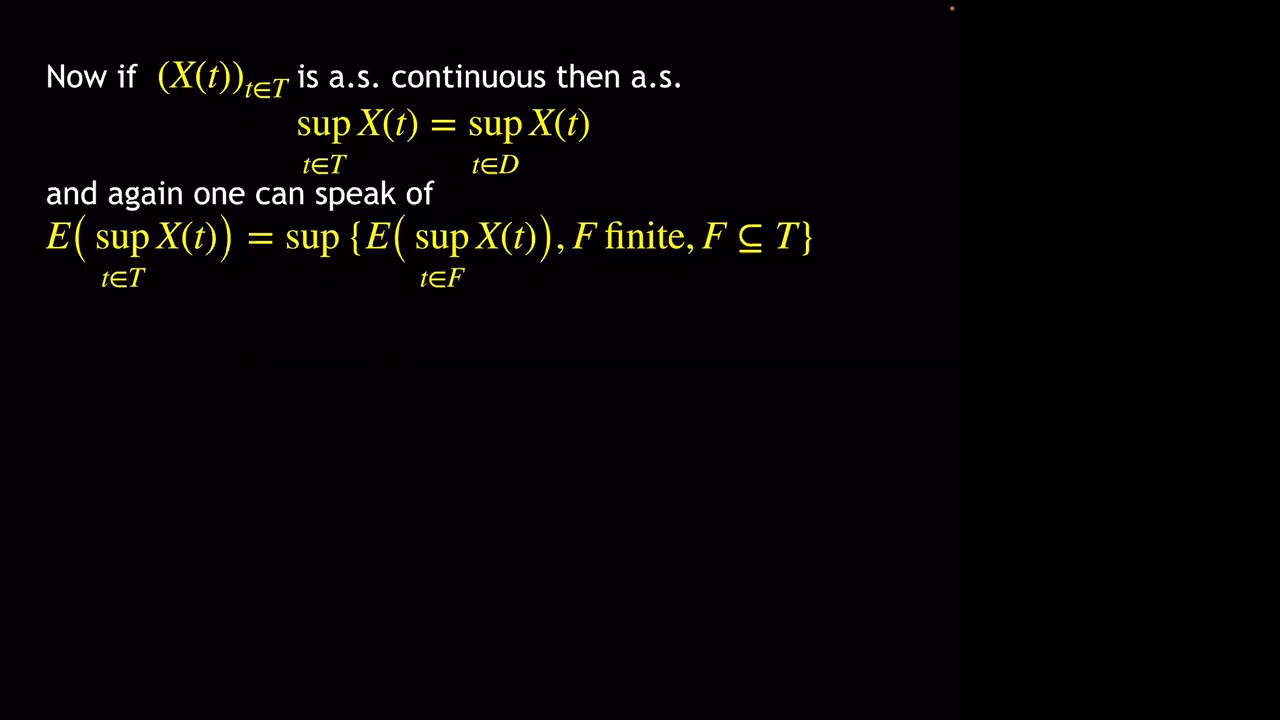 Now if (X(t))_{t∈T} is a.s. continuous then a.s.
sup_{t∈T} X(t) = sup_{t∈D} X(t)
and again one can speak of
E( sup_{t∈T} X(t) ) = sup {E( sup_{t∈F} X(t) ), F finite, F ⊆ T}